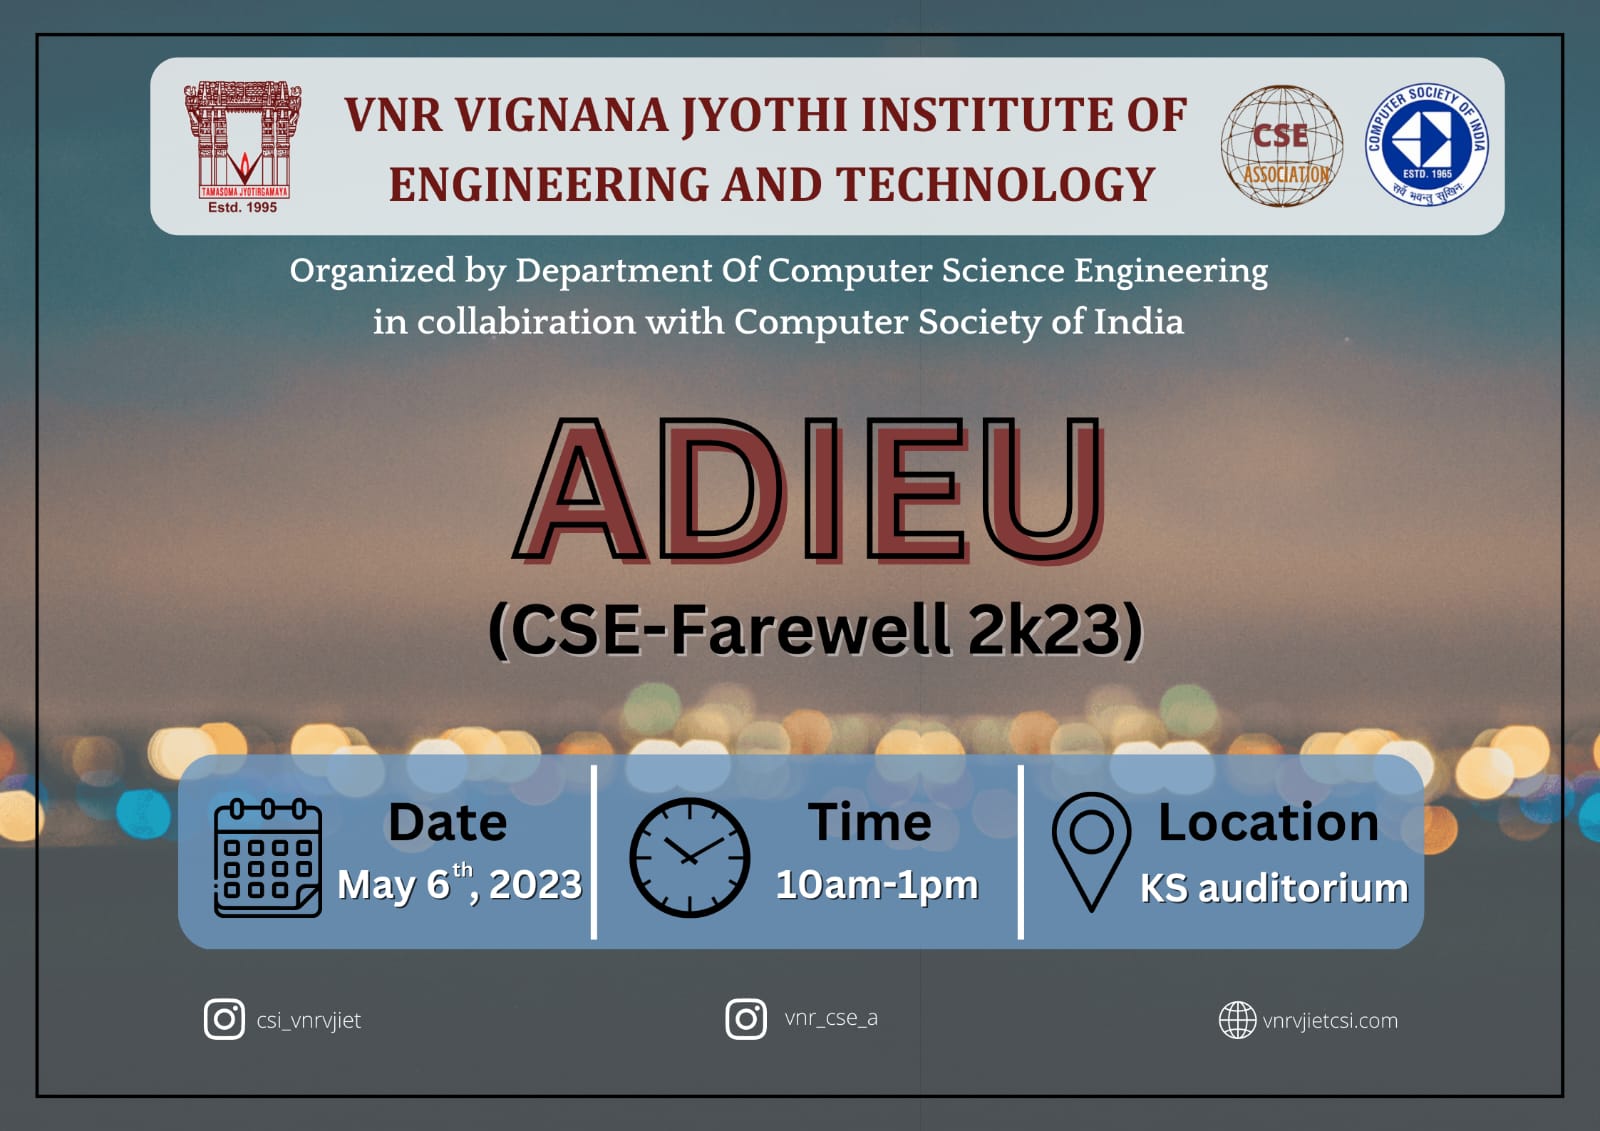 TAMASOMA JYOTIRGAMAYA
Estd. 1995
VNR VIGNANA JYOTHI INSTITUTE OF
ENGINEERING AND TECHNOLOGY
CSE
ASSOCIATION
COMPUTER SOCIETY OF INDIA
ESTD. 1965
सर्वे भवन्तु सुखिनः
Organized by Department Of Computer Science Engineering
in collabiration with Computer Society of India
ADIEU
(CSE-Farewell 2k23)
Date
May 6th, 2023
Time
10am-1pm
Location
KS auditorium
csi_vnrvjiet
vnr_cse_a
vnrvjietcsi.com